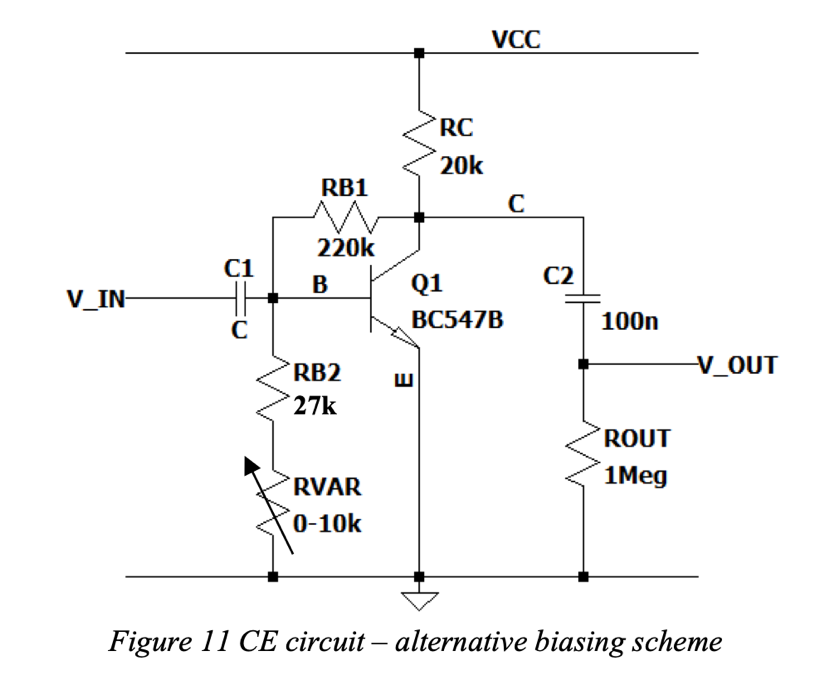 VCC
RC
20k
RB1
220k
C
C1
C
V_IN
B
Q1
BC547B
E
C2
100n
V_OUT
RB2
27k
RVAR
0-10k
ROUT
1Meg
Figure 11 CE circuit – alternative biasing scheme